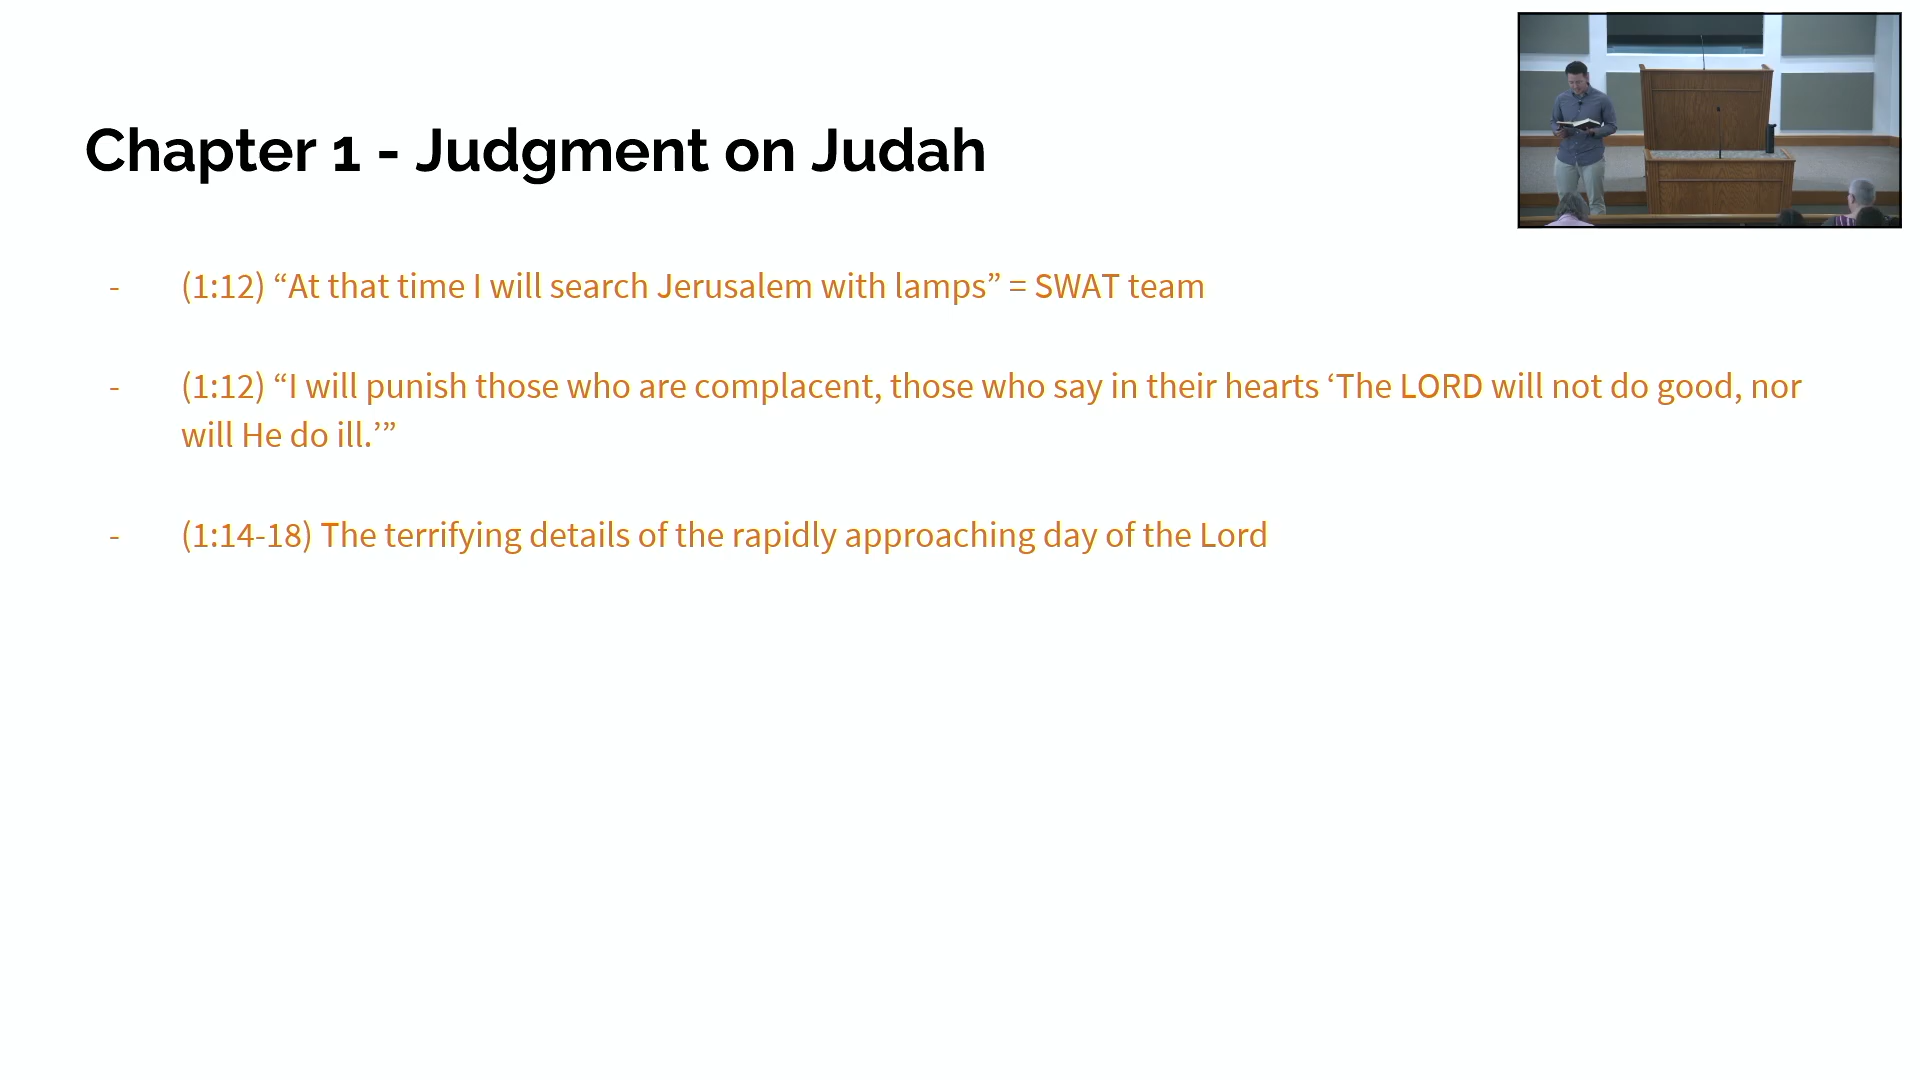 Chapter 1 - Judgment on Judah
- (1:12) “At that time I will search Jerusalem with lamps” = SWAT team
- (1:12) “I will punish those who are complacent, those who say in their hearts ‘The LORD will not do good, nor
will He do ill.’”
- (1:14-18) The terrifying details of the rapidly approaching day of the Lord